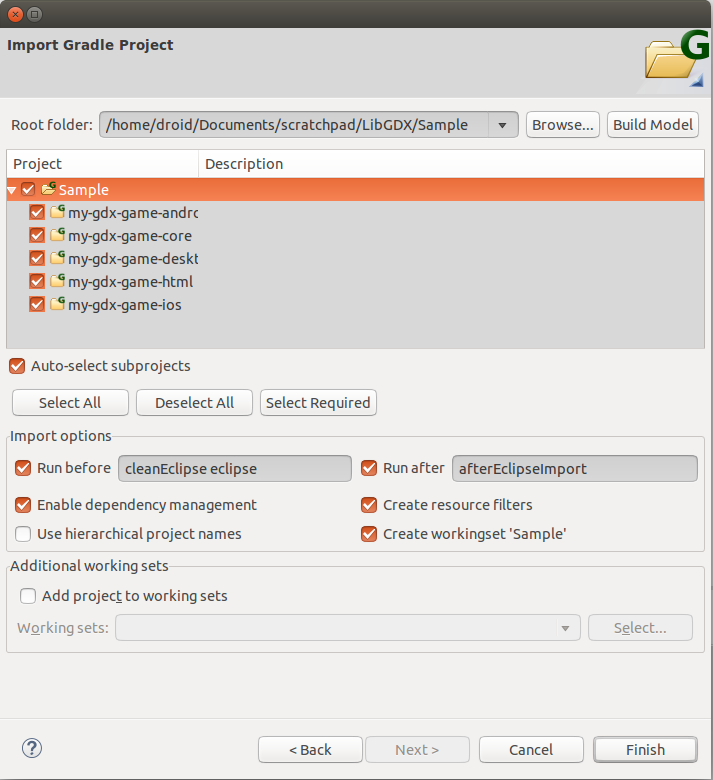 Import Gradle Project
G
Root folder: /home/droid/Documents/scratchpad/LibGDX/Sample Browse... Build Model
Project Description
G Sample
G my-gdx-game-andro
G my-gdx-game-core
G my-gdx-game-deskt
G my-gdx-game-html
G my-gdx-game-ios
Auto-select subprojects
Select All Deselect All Select Required
Import options
Run before cleanEclipse eclipse Run after afterEclipseImport
Enable dependency management Create resource filters
Use hierarchical project names Create workingset 'Sample'
Additional working sets
Add project to working sets
Working sets: Select...
? < Back Next > Cancel Finish